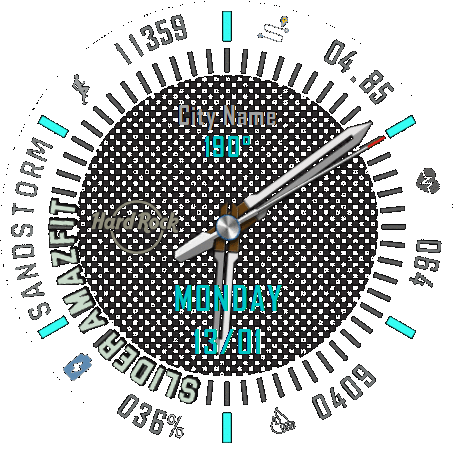 11359
04.85
City Name
190°
SANDSTORM
Hard Rock
064
SLIDER AMAZFIT
MONDAY
13/01
036%
0409